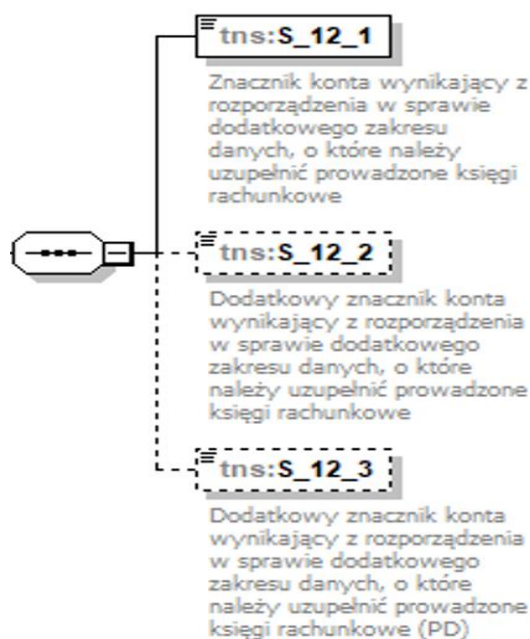 tns:S_12_1
Znacznik konta wynikający z
rozporządzenia w sprawie
dodatkowego zakresu
danych, o które należy
uzupełnić prowadzone księgi
rachunkowe
tns:S_12_2
Dodatkowy znacznik konta
wynikający z rozporządzenia
w sprawie dodatkowego
zakresu danych, o które
należy uzupełnić prowadzone
księgi rachunkowe
tns:S_12_3
Dodatkowy znacznik konta
wynikający z rozporządzenia
w sprawie dodatkowego
zakresu danych, o które
należy uzupełnić prowadzone
księgi rachunkowe (PD)